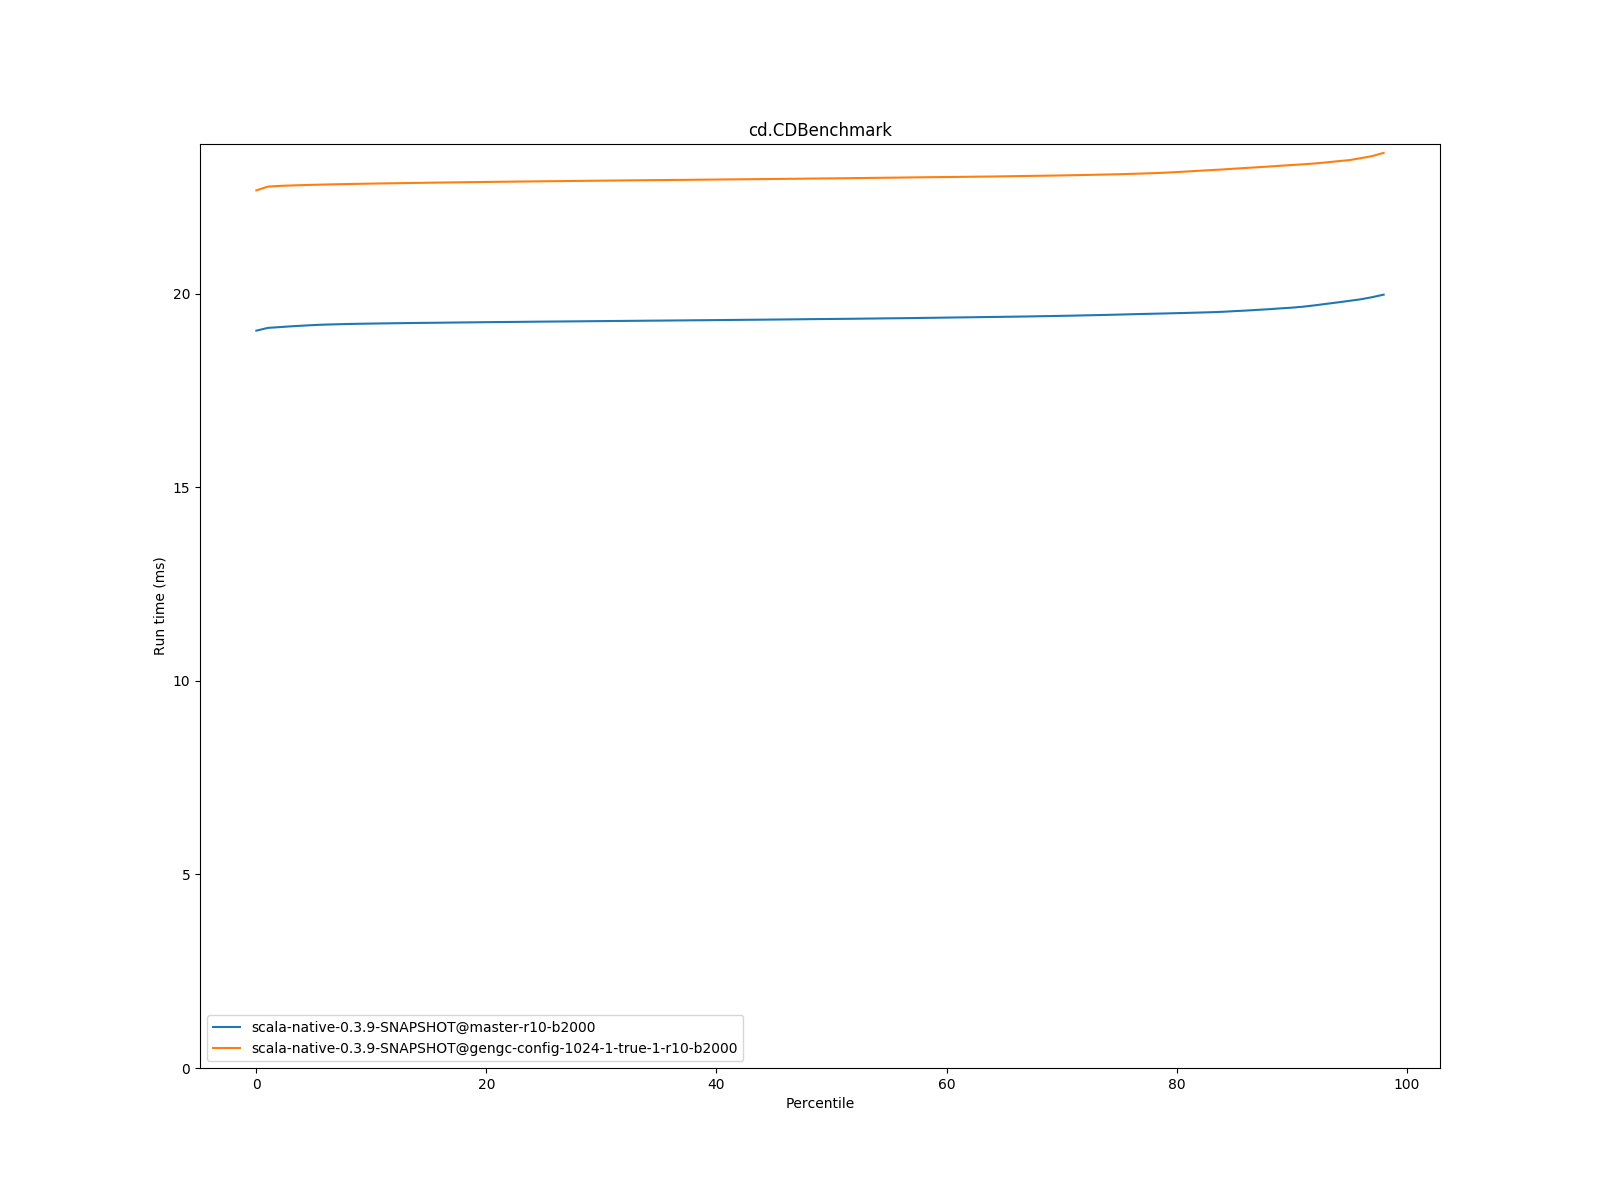 cd.CDBenchmark
20
15
10
5
0
Run time (ms)
0 20 40 60 80 100
Percentile
scala-native-0.3.9-SNAPSHOT@master-r10-b2000
scala-native-0.3.9-SNAPSHOT@gengc-config-1024-1-true-1-r10-b2000